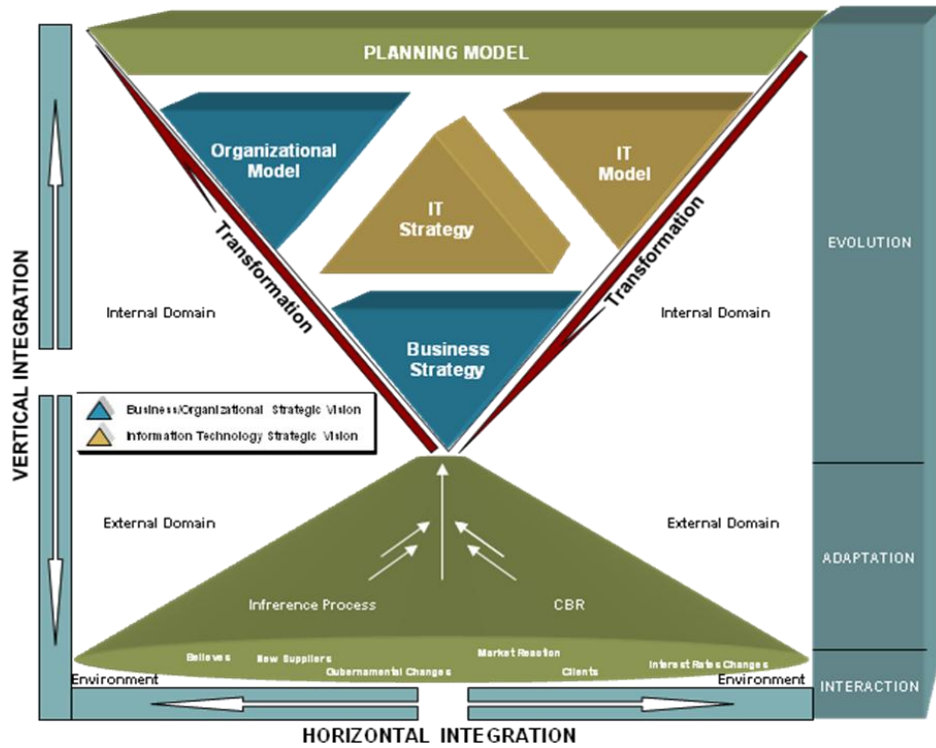 PLANNING MODEL
Organizational
Model
IT
Strategy
IT
Model
Transformation
Transformation
Business
Strategy
Internal Domain
Internal Domain
EVOLUTION
VERTICAL INTEGRATION
Business/Organizational Strategic Vision
Information Technology Strategic Vision
External Domain
External Domain
ADAPTATION
Infrerence Process
CBR
Believes
New Suppliers
Gubernamental Changes
Market Reaction
Clients
Interest Rates Changes
Environment
Environment
INTERACTION
HORIZONTAL INTEGRATION